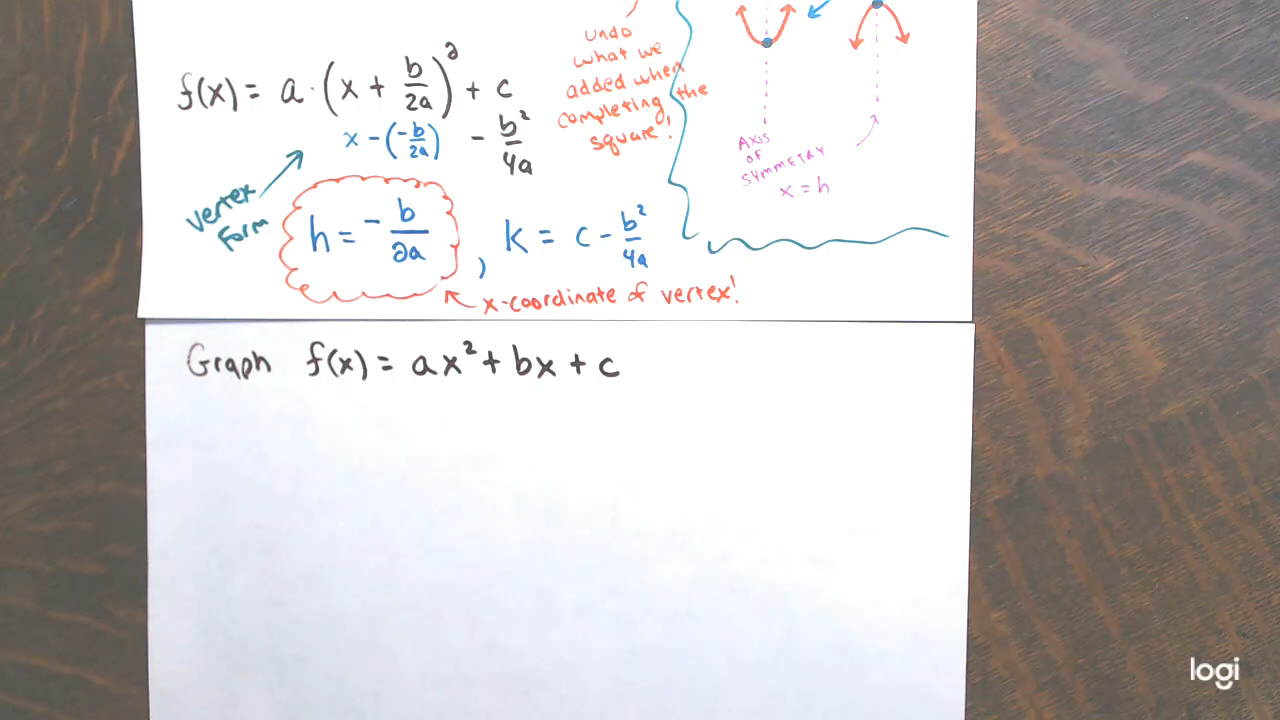 f(x) = a · (x + b/2a)² + c
x - (-b/2a) - b²/4a
Vertex
Form
h = - b/2a , K = c - b²/4a
x-coordinate of vertex!
undo
what we
added when
completing the
square!
AXIS
OF
SYMMETRY
x = h
Graph f(x) = ax² + bx + c
logi